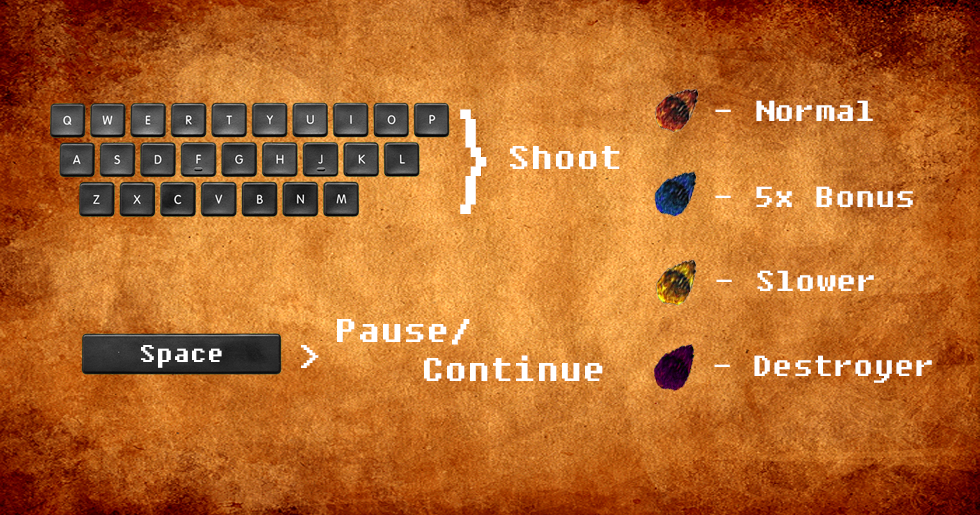 Q W E R T Y U I O P
A S D F G H J K L
Z X C V B N M
} Shoot
Space > Pause/
Continue
- Normal
- 5x Bonus
- Slower
- Destroyer